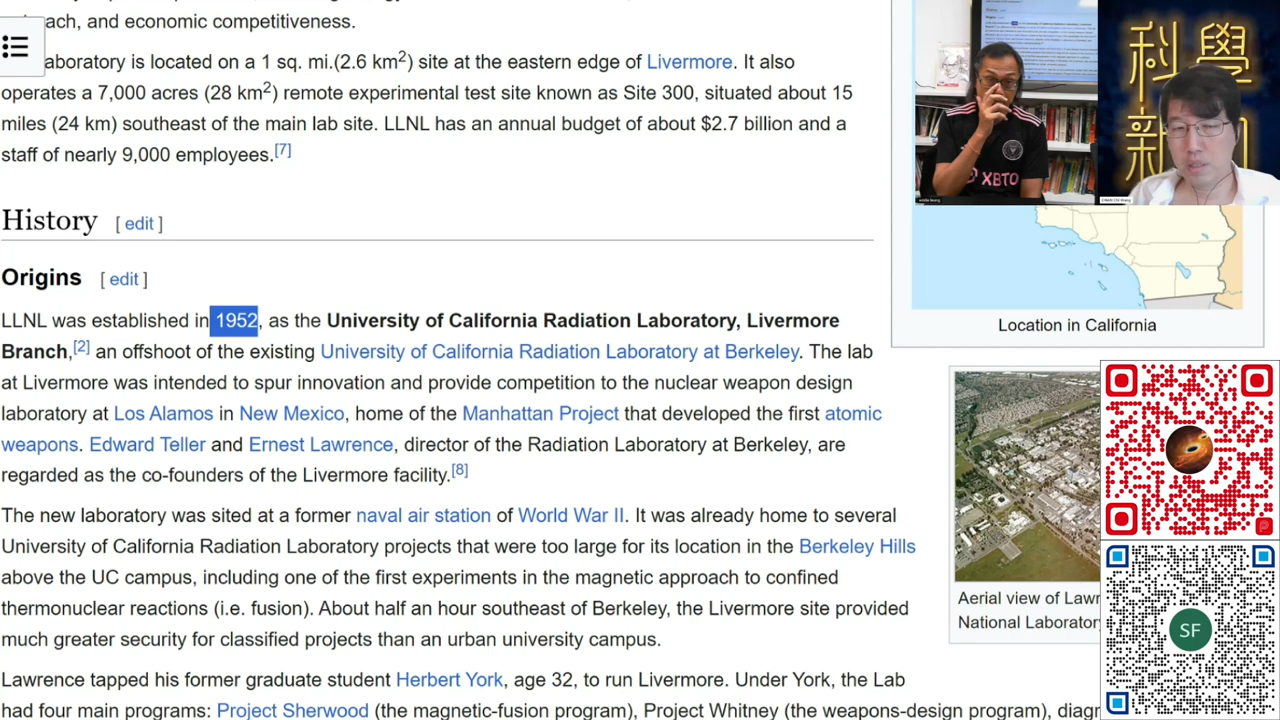 ach, and economic competitiveness.
aboratory is located on a 1 sq. mi (2.6 km2) site at the eastern edge of Livermore. It also
operates a 7,000 acres (28 km2) remote experimental test site known as Site 300, situated about 15
miles (24 km) southeast of the main lab site. LLNL has an annual budget of about $2.7 billion and a
staff of nearly 9,000 employees.[7]
History [ edit ]
Origins [ edit ]
LLNL was established in 1952, as the University of California Radiation Laboratory, Livermore
Branch,[2] an offshoot of the existing University of California Radiation Laboratory at Berkeley. The lab
at Livermore was intended to spur innovation and provide competition to the nuclear weapon design
laboratory at Los Alamos in New Mexico, home of the Manhattan Project that developed the first atomic
weapons. Edward Teller and Ernest Lawrence, director of the Radiation Laboratory at Berkeley, are
regarded as the co-founders of the Livermore facility.[8]
The new laboratory was sited at a former naval air station of World War II. It was already home to several
University of California Radiation Laboratory projects that were too large for its location in the Berkeley Hills
above the UC campus, including one of the first experiments in the magnetic approach to confined
thermonuclear reactions (i.e. fusion). About half an hour southeast of Berkeley, the Livermore site provided
much greater security for classified projects than an urban university campus.
Lawrence tapped his former graduate student Herbert York, age 32, to run Livermore. Under York, the Lab
had four main programs: Project Sherwood (the magnetic-fusion program), Project Whitney (the weapons-design program), diag
科學
新
XBTO
Location in California
Aerial view of Lawr
National Laboratory
SF